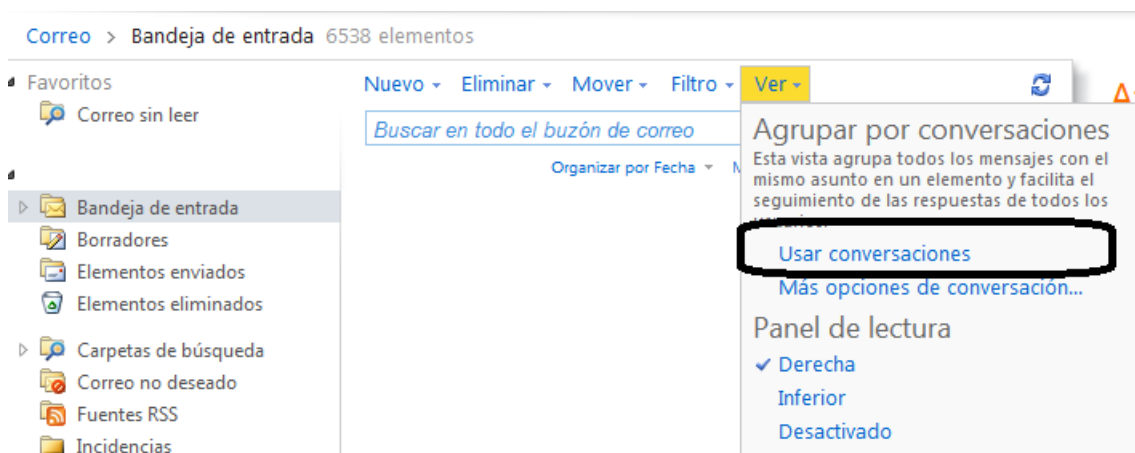 Correo > Bandeja de entrada 6538 elementos
Favoritos
Correo sin leer
Bandeja de entrada
Borradores
Elementos enviados
Elementos eliminados
Carpetas de búsqueda
Correo no deseado
Fuentes RSS
Incidencias
Nuevo Eliminar Mover Filtro Ver
Buscar en todo el buzón de correo
Organizar por Fecha
Agrupar por conversaciones
Esta vista agrupa todos los mensajes con el
mismo asunto en un elemento y facilita el
seguimiento de las respuestas de todos los
Usar conversaciones
Más opciones de conversación...
Panel de lectura
Derecha
Inferior
Desactivado